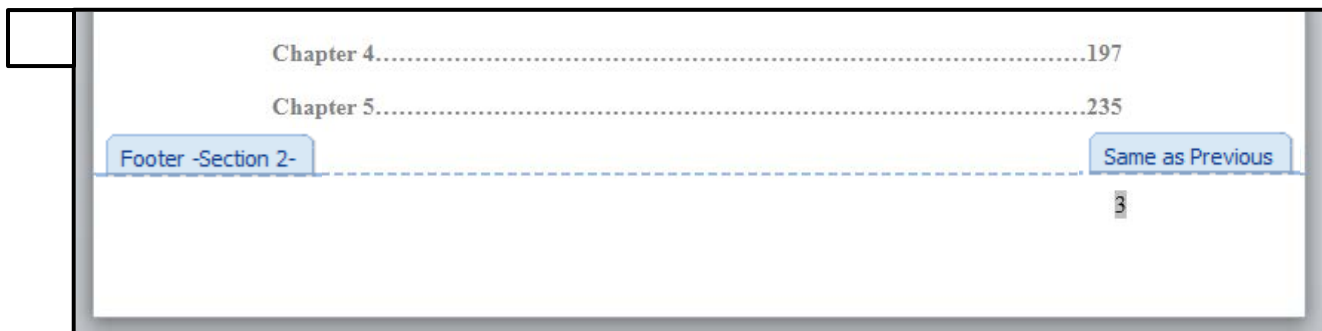 Chapter 4........................................................................197
Chapter 5........................................................................235
Footer -Section 2-
Same as Previous
3